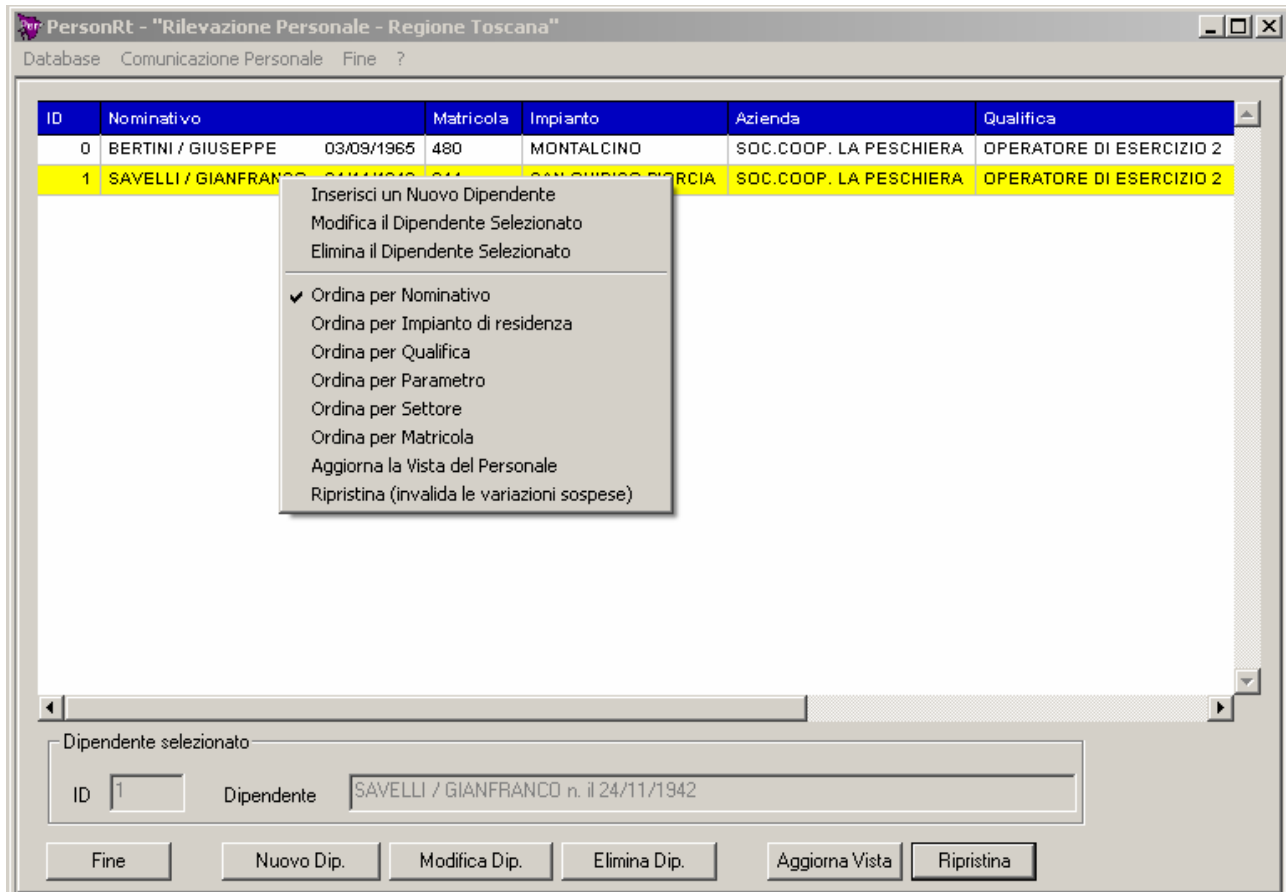 PersonRt - "Rilevazione Personale - Regione Toscana"
Database Comunicazione Personale Fine ?
ID Nominativo Matricola Impianto Azienda Qualifica
0 BERTINI / GIUSEPPE 03/09/1965 480 MONTALCINO SOC.COOP. LA PESCHIERA OPERATORE DI ESERCIZIO 2
1 SAVELLI / GIANFRANCO SOC.COOP. LA PESCHIERA OPERATORE DI ESERCIZIO 2
Inserisci un Nuovo Dipendente
Modifica il Dipendente Selezionato
Elimina il Dipendente Selezionato
Ordina per Nominativo
Ordina per Impianto di residenza
Ordina per Qualifica
Ordina per Parametro
Ordina per Settore
Ordina per Matricola
Aggiorna la Vista del Personale
Ripristina (invalida le variazioni sospese)
Dipendente selezionato
ID 1 Dipendente SAVELLI / GIANFRANCO n. il 24/11/1942
Fine Nuovo Dip. Modifica Dip. Elimina Dip. Aggiorna Vista Ripristina